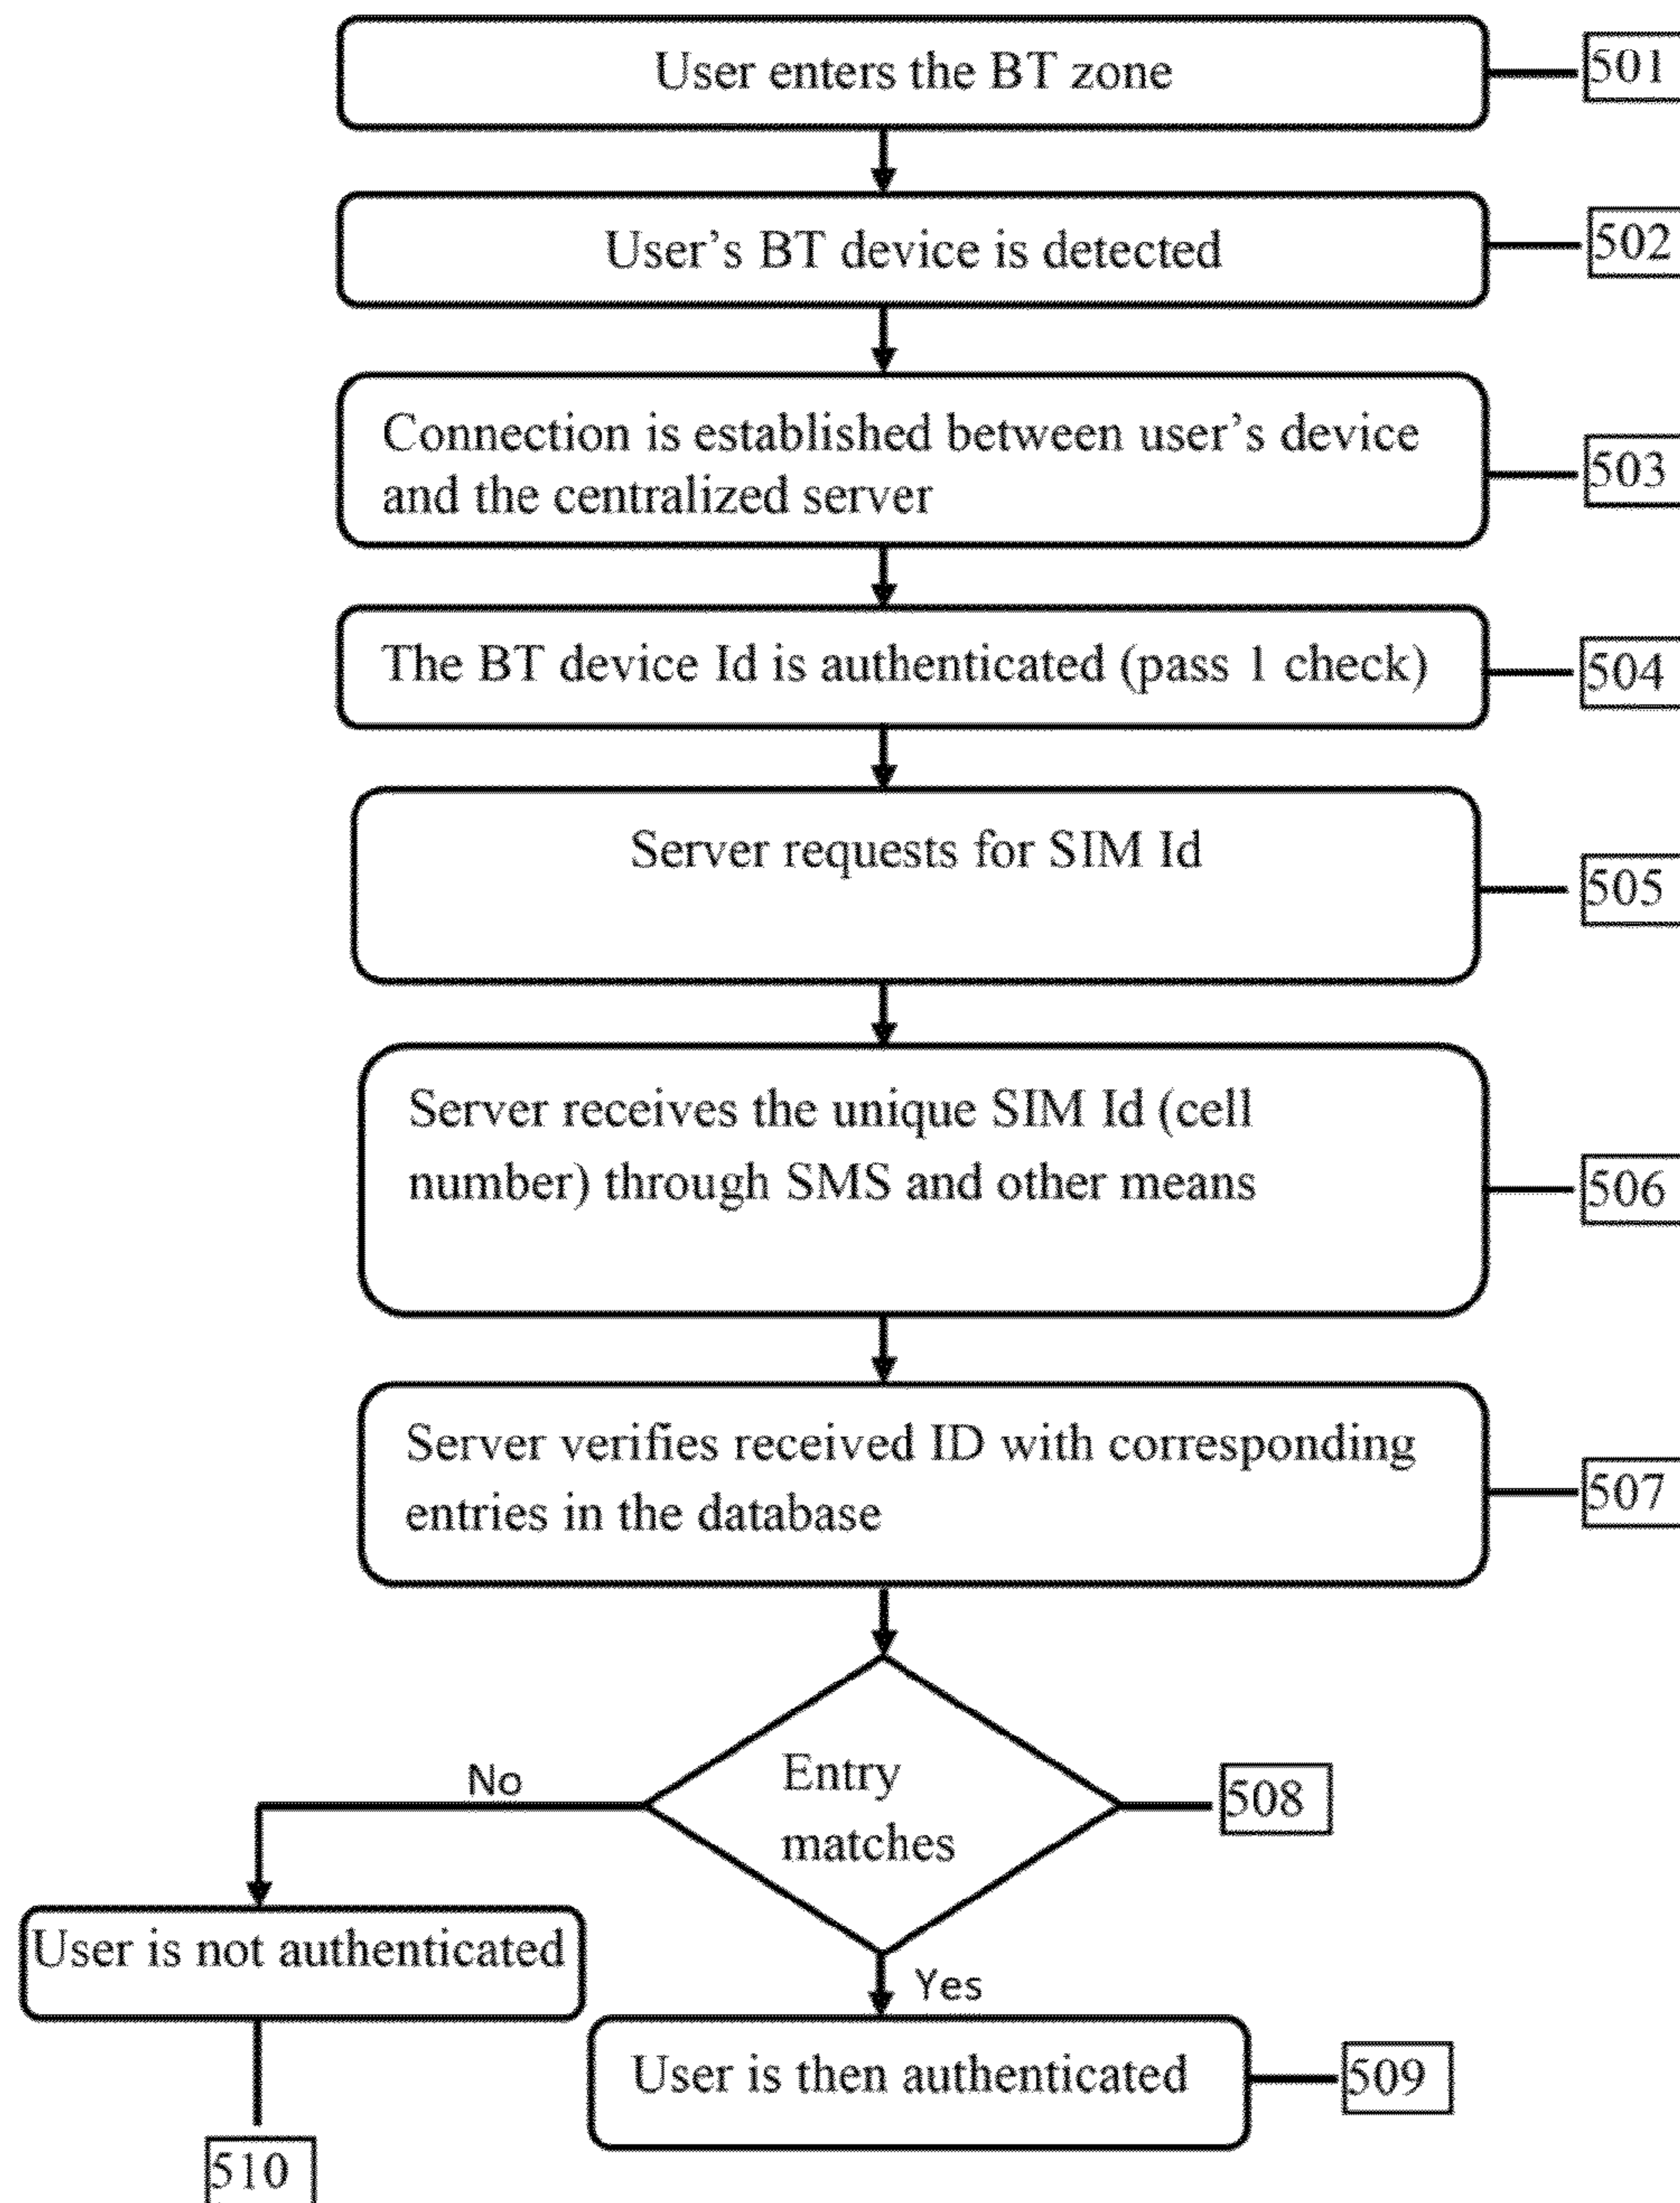 User enters the BT zone
501
User's BT device is detected
502
Connection is established between user's device
and the centralized server
503
The BT device Id is authenticated (pass 1 check)
504
Server requests for SIM Id
505
Server receives the unique SIM Id (cell
number) through SMS and other means
506
Server verifies received ID with corresponding
entries in the database
507
Entry
matches
508
No
User is not authenticated
510
Yes
User is then authenticated
509